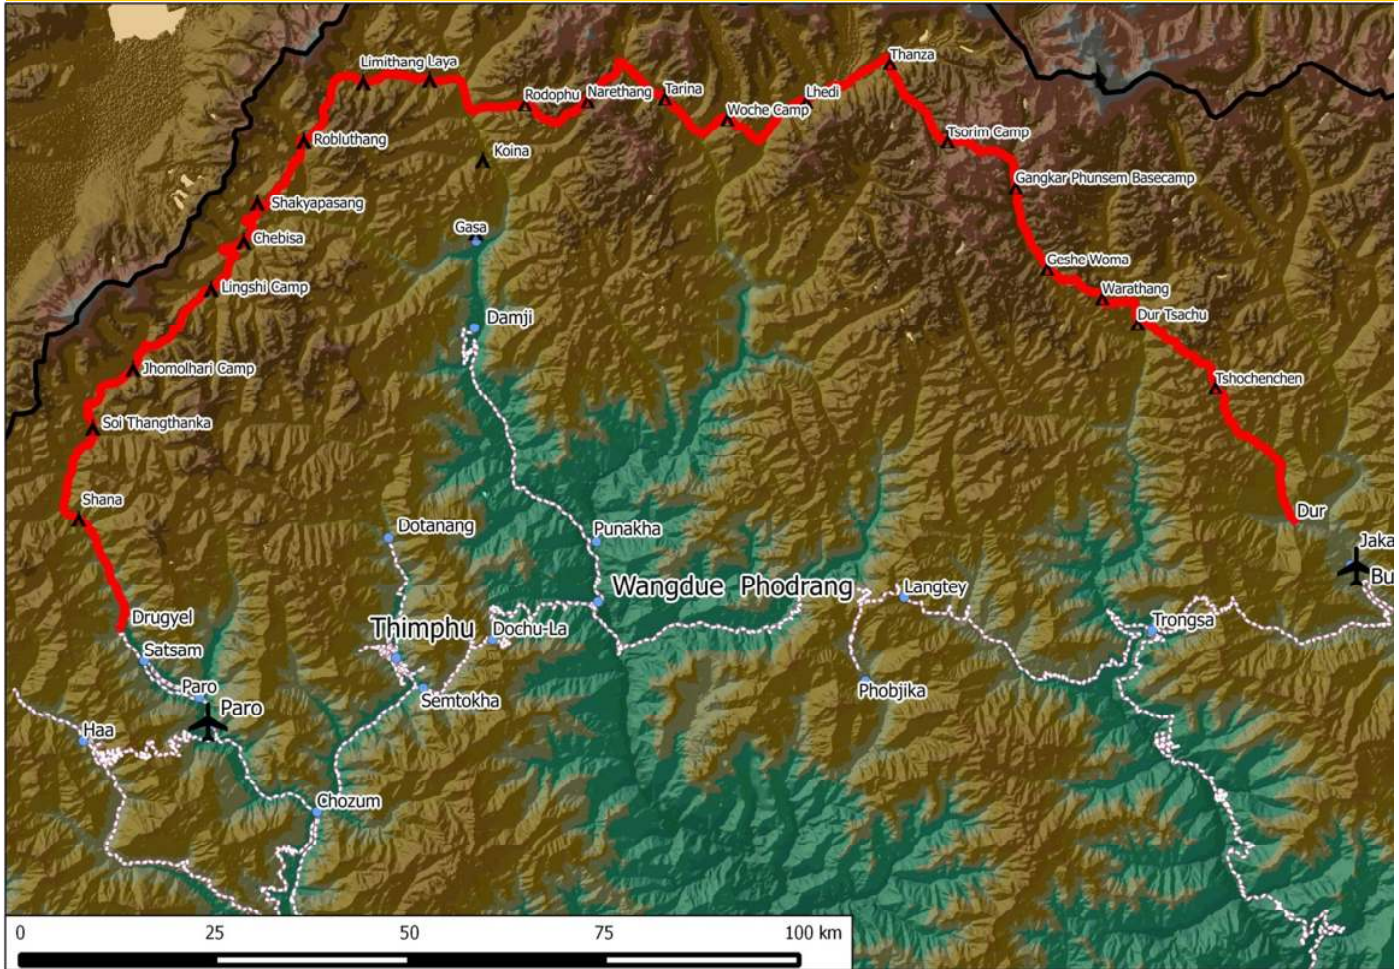 Limithang Laya
Thanza
Rodophu
Narethang
Tarina
Lhedi
Woche Camp
Robluthang
Tsorim Camp
Koina
Gangkar Phunsem Basecamp
Shakyapasang
Gasa
Chebisa
Geshe Woma
Lingshi Camp
Warathang
Damji
Dur Tsachu
Jhomolhari Camp
Tshochenchen
Soi Thangthanka
Shana
Dotanang
Punakha
Dur
Jaka
Bu
Wangdue Phodrang
Langtey
Drugyel
Thimphu
Dochu-La
Trongsa
Satsam
Paro
Paro
Semtokha
Phobjika
Haa
Chozum
0 25 50 75 100 km